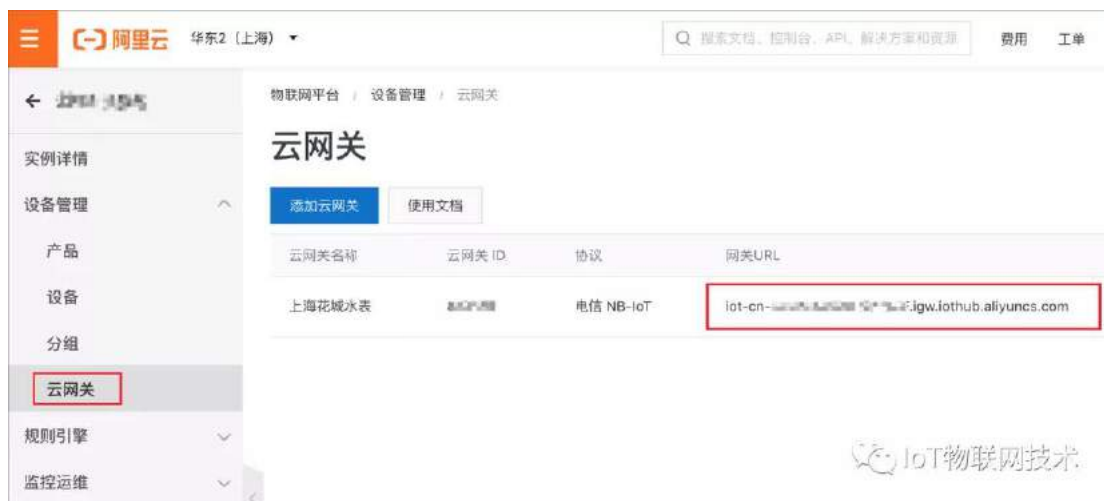 阿里云 华东2（上海） 搜索文档、控制台、API、解决方案和资源 费用 工单
物联网平台 / 设备管理 / 云网关
云网关
实例详情
设备管理
添加云网关 使用文档
产品
云网关名称 云网关 ID 协议 网关URL
设备
上海花城水表 电信 NB-IoT iot-cn- .igw.iothub.aliyuncs.com
分组
云网关
规则引擎
IoT物联网技术
监控运维